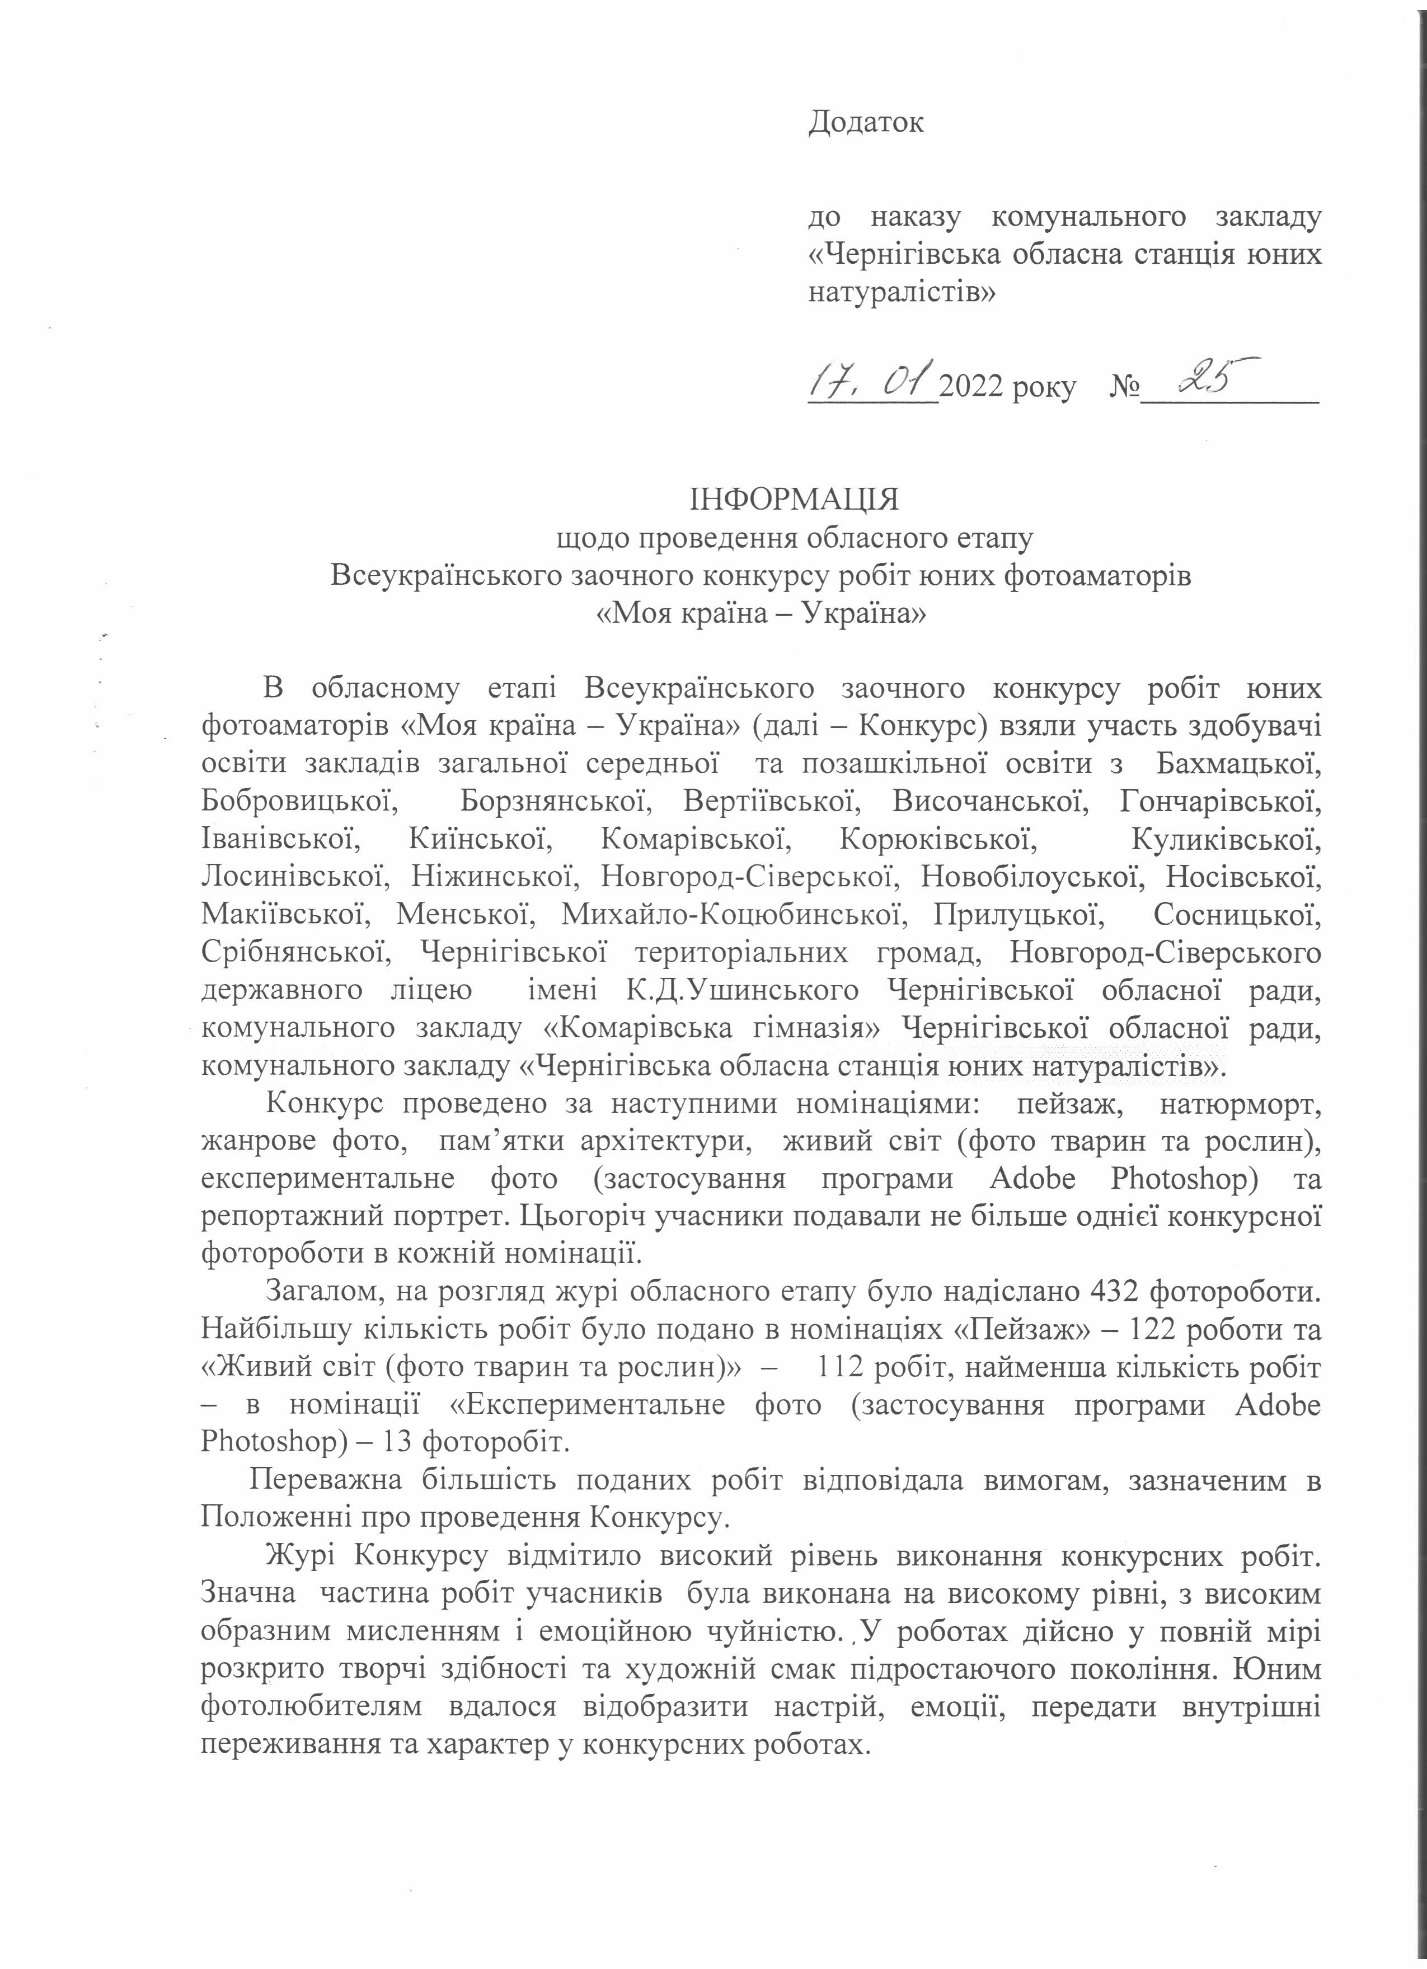 Додаток
до наказу комунального закладу
«Чернігівська обласна станція юних
натуралістів»
17. 01 2022 року № 25
ІНФОРМАЦІЯ
щодо проведення обласного етапу
Всеукраїнського заочного конкурсу робіт юних фотоаматорів
«Моя країна – Україна»
В обласному етапі Всеукраїнського заочного конкурсу робіт юних
фотоаматорів «Моя країна – Україна» (далі – Конкурс) взяли участь здобувачі
освіти закладів загальної середньої та позашкільної освіти з Бахмацької,
Бобровицької, Борзнянської, Вертіївської, Височанської, Гончарівської,
Іванівської, Київської, Комарівської, Корюківської, Куликівської,
Лосинівської, Ніжинської, Новгород-Сіверської, Новобілоуської, Носівської,
Макіївської, Менської, Михайло-Коцюбинської, Прилуцької, Сосницької,
Срібнянської, Чернігівської територіальних громад, Новгород-Сіверського
державного ліцею імені К.Д.Ушинського Чернігівської обласної ради,
комунального закладу «Комарівська гімназія» Чернігівської обласної ради,
комунального закладу «Чернігівська обласна станція юних натуралістів».
Конкурс проведено за наступними номінаціями: пейзаж, натюрморт,
жанрове фото, пам’ятки архітектури, живий світ (фото тварин та рослин),
експериментальне фото (застосування програми Adobe Photoshop) та
репортажний портрет. Цьогоріч учасники подавали не більше однієї конкурсної
фотороботи в кожній номінації.
Загалом, на розгляд журі обласного етапу було надіслано 432 фотороботи.
Найбільшу кількість робіт було подано в номінаціях «Пейзаж» – 122 роботи та
«Живий світ (фото тварин та рослин)» – 112 робіт, найменша кількість робіт
– в номінації «Експериментальне фото (застосування програми Adobe
Photoshop) – 13 фоторобіт.
Переважна більшість поданих робіт відповідала вимогам, зазначеним в
Положенні про проведення Конкурсу.
Журі Конкурсу відмітило високий рівень виконання конкурсних робіт.
Значна частина робіт учасників була виконана на високому рівні, з високим
образним мисленням і емоційною чуйністю. У роботах дійсно у повній мірі
розкрито творчі здібності та художній смак підростаючого покоління. Юним
фотолюбителям вдалося відобразити настрій, емоції, передати внутрішні
переживання та характер у конкурсних роботах.